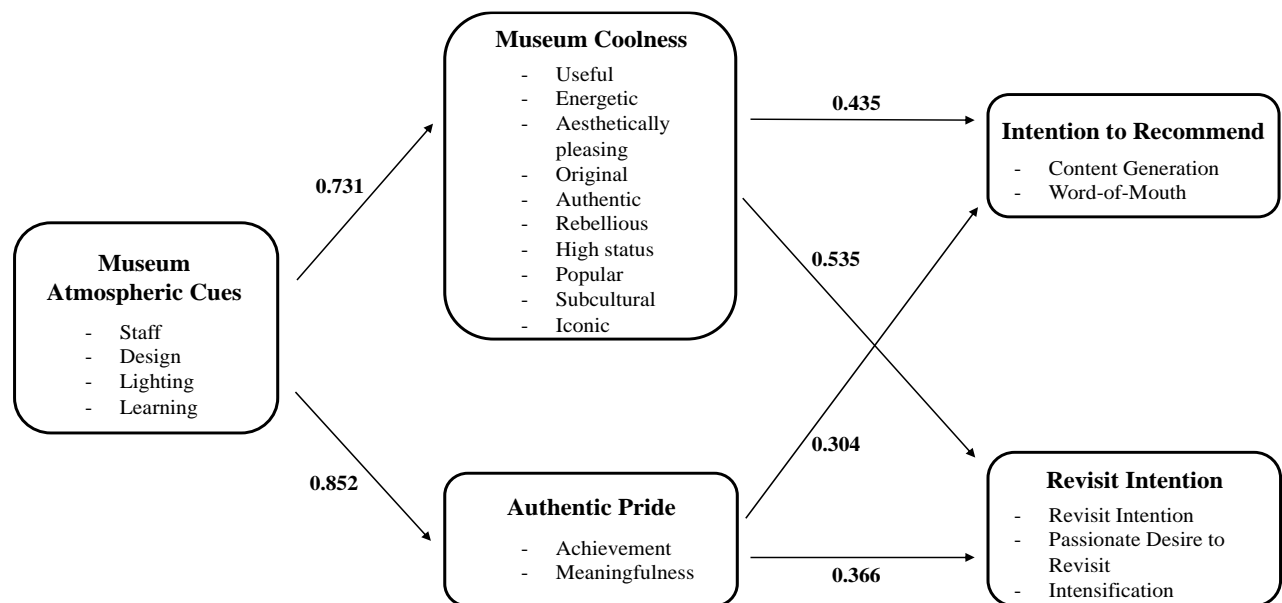 Museum
Atmospheric Cues
- Staff
- Design
- Lighting
- Learning
0.731
0.852
Museum Coolness
- Useful
- Energetic
- Aesthetically
pleasing
- Original
- Authentic
- Rebellious
- High status
- Popular
- Subcultural
- Iconic
Authentic Pride
- Achievement
- Meaningfulness
0.435
0.535
0.304
0.366
Intention to Recommend
- Content Generation
- Word-of-Mouth
Revisit Intention
- Revisit Intention
- Passionate Desire to
Revisit
- Intensification